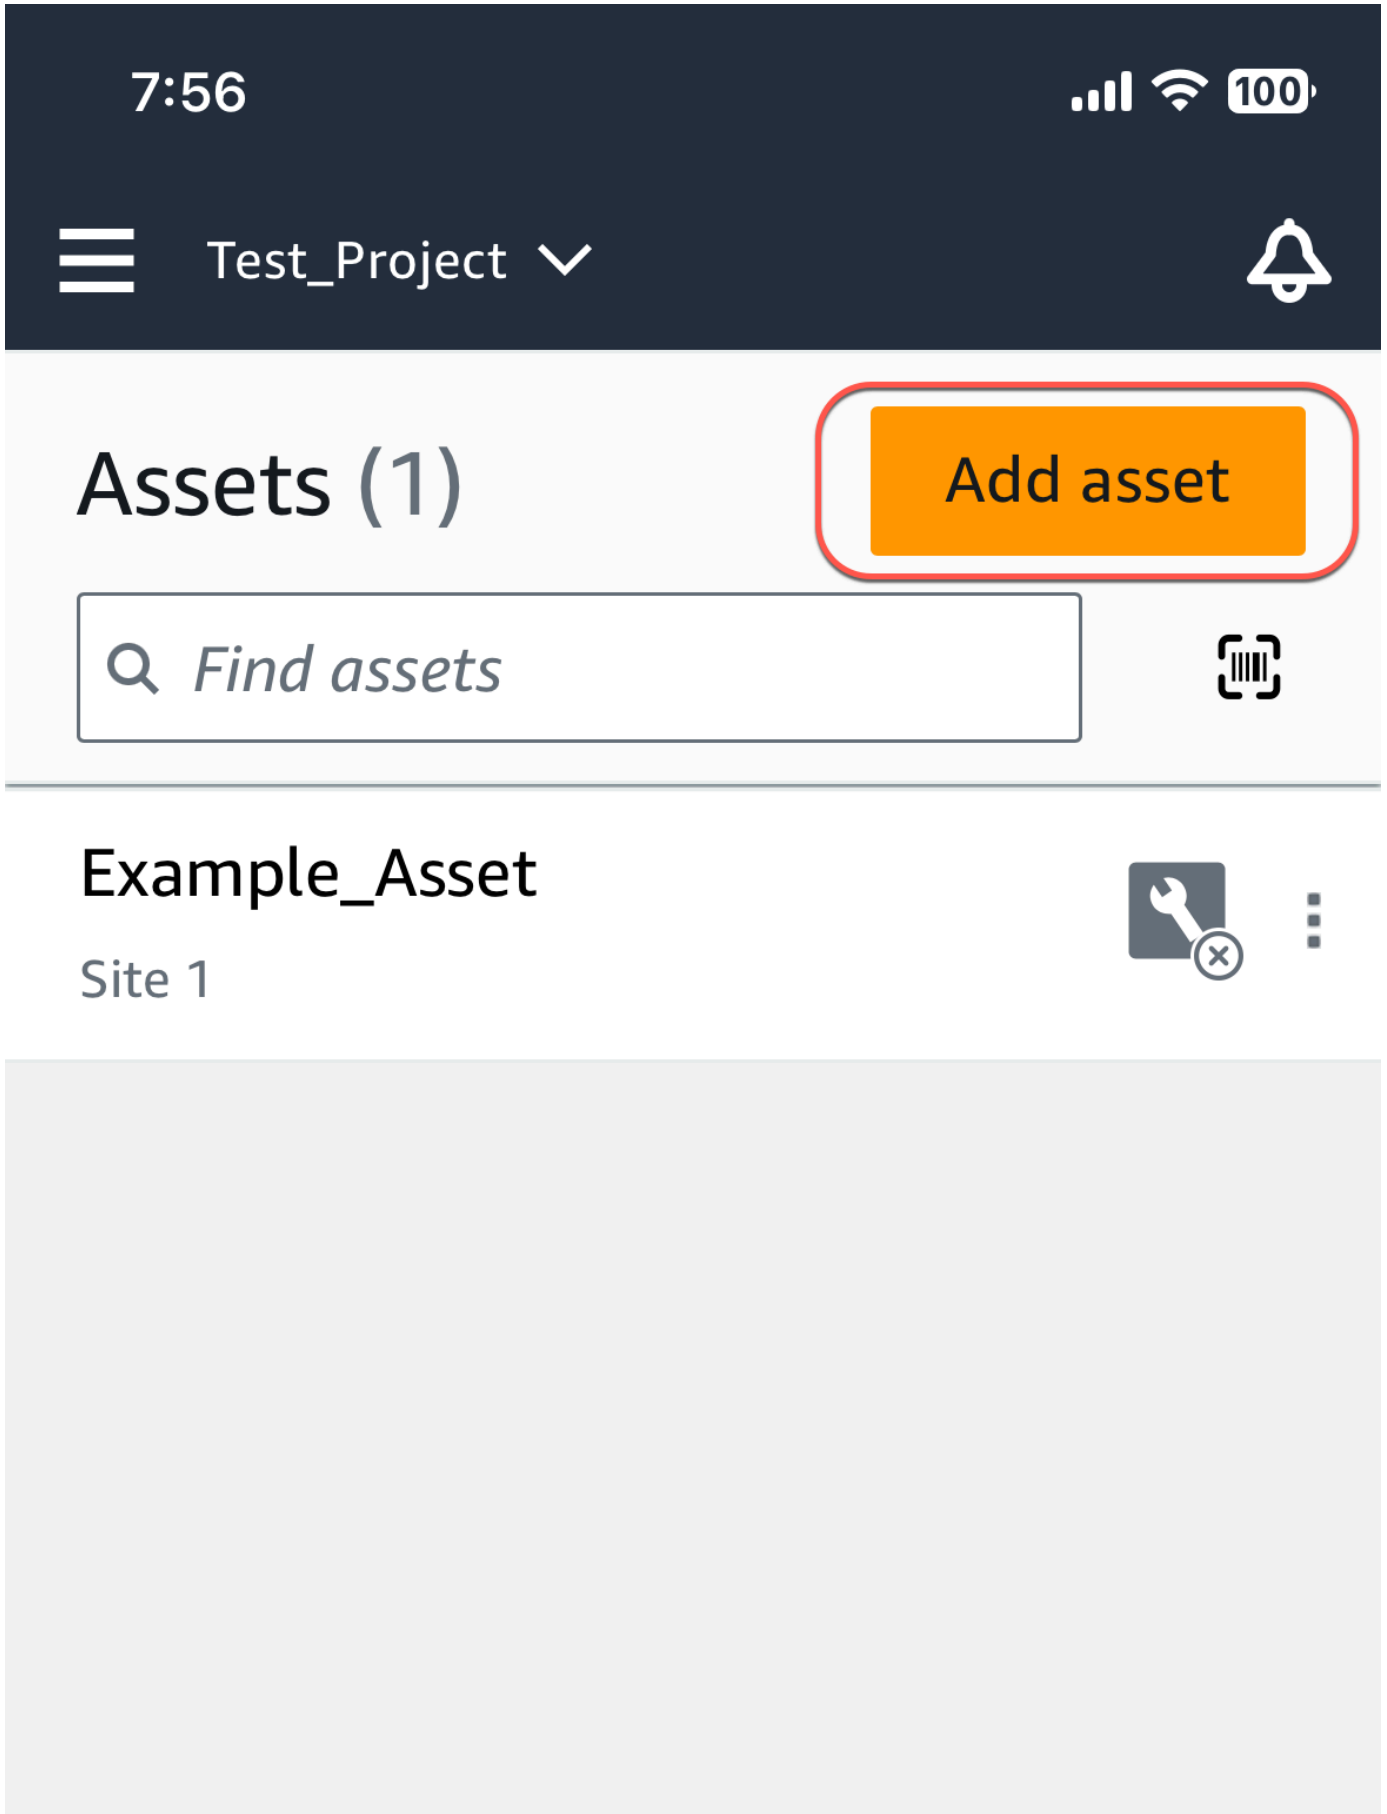 7:56
100
Test_Project
Assets (1)
Add asset
Find assets
Example_Asset
Site 1